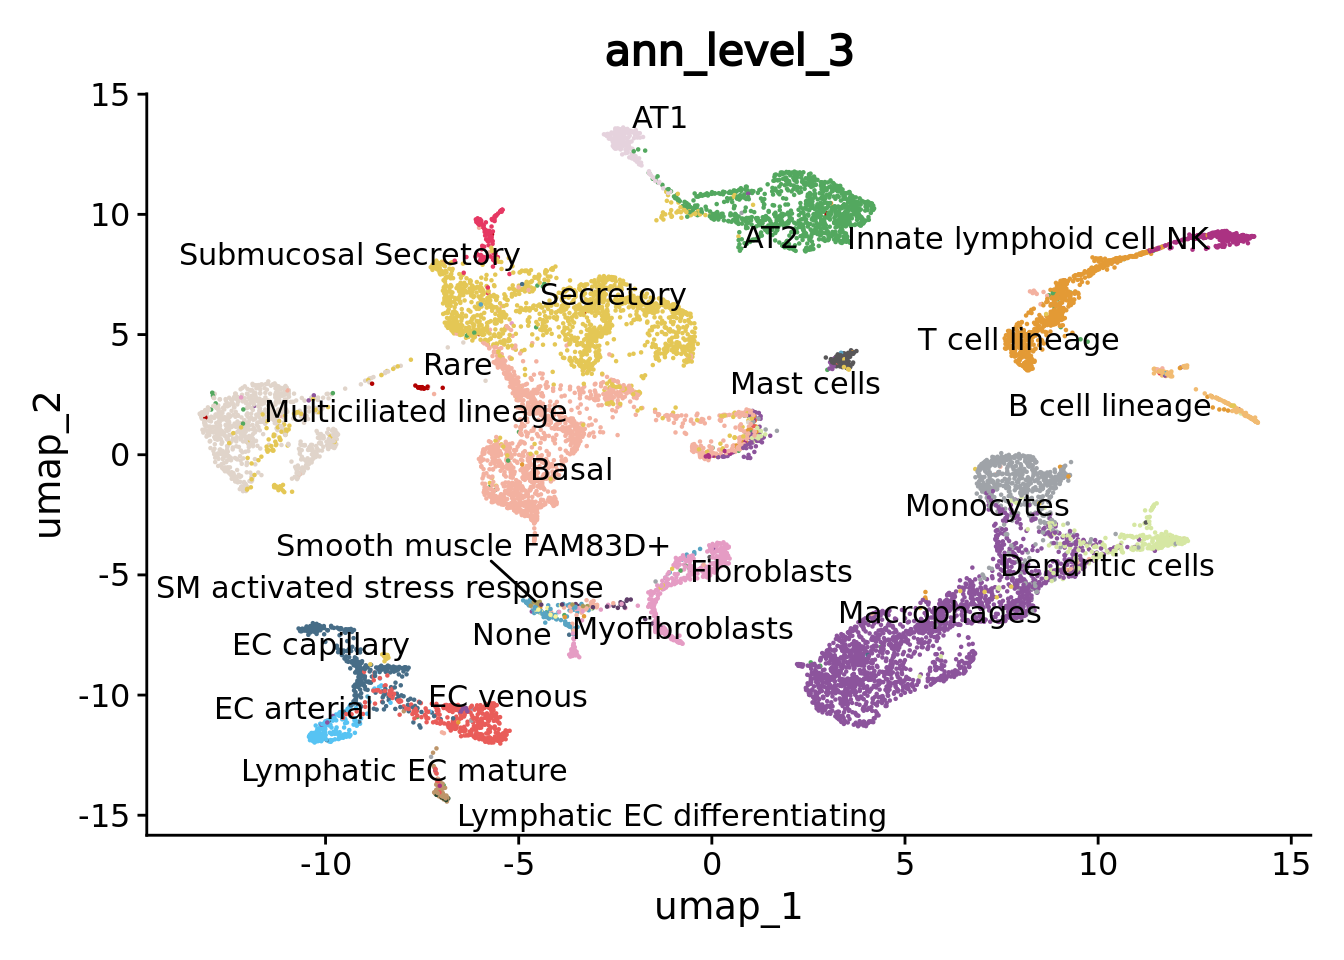 ann_level_3
15
10
5
0
-5
-10
-15
umap_2
AT1
AT2
Innate lymphoid cell NK
Submucosal Secretory
Secretory
T cell lineage
Rare
Mast cells
Multiciliated lineage
B cell lineage
Basal
Monocytes
Smooth muscle FAM83D+
Dendritic cells
Fibroblasts
SM activated stress response
Macrophages
None
Myofibroblasts
EC capillary
EC venous
EC arterial
Lymphatic EC mature
Lymphatic EC differentiating
-10
-5
0
5
10
15
umap_1